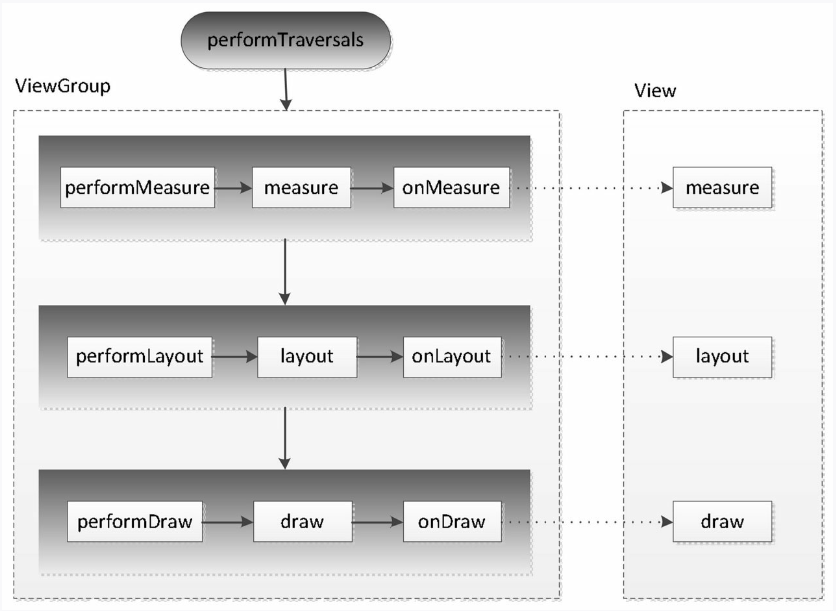 performTraversals
ViewGroup
View
performMeasure
measure
onMeasure
measure
performLayout
layout
onLayout
layout
performDraw
draw
onDraw
draw